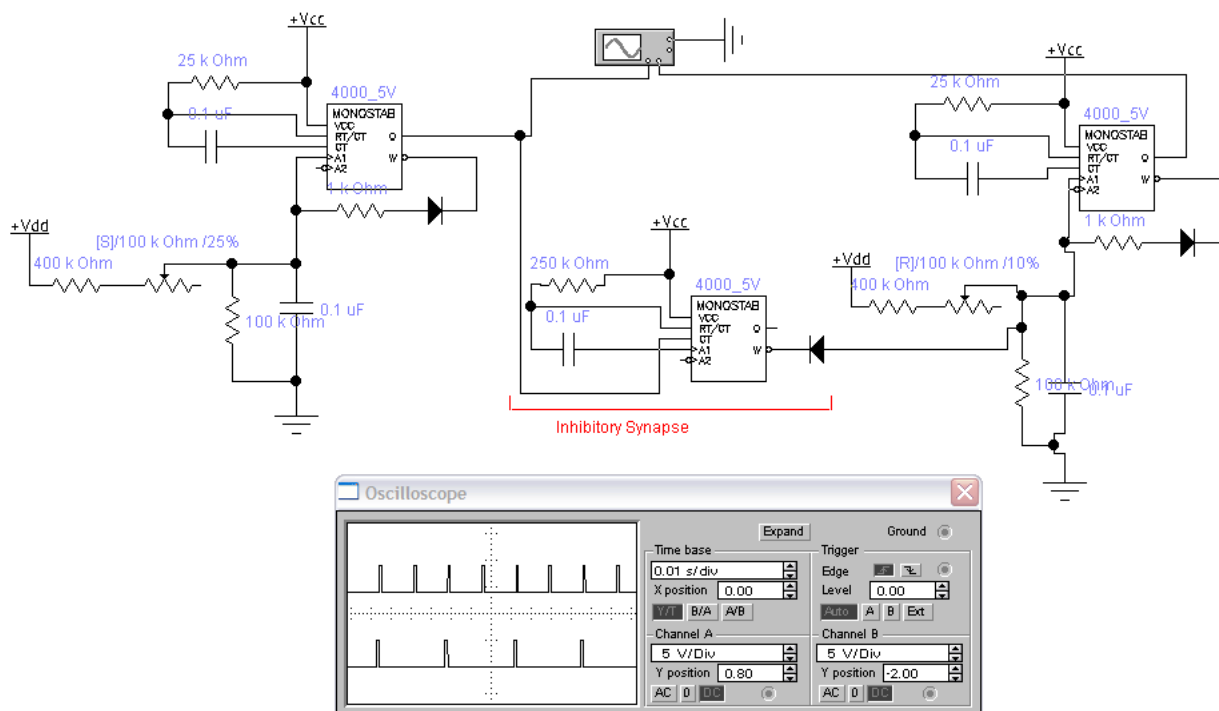 +Vcc
25 k Ohm
4000_5V
0.1 uF
MONOSTAB
VCC
RT/CT
CT
A1
A2
Q
W
1 k Ohm
+Vdd
[S]/100 k Ohm /25%
400 k Ohm
100 k Ohm
0.1 uF
+Vcc
250 k Ohm
4000_5V
0.1 uF
MONOSTAB
VCC
RT/CT
CT
A1
A2
Q
W
Inhibitory Synapse
+Vcc
25 k Ohm
4000_5V
0.1 uF
MONOSTAB
VCC
RT/CT
CT
A1
A2
Q
W
1 k Ohm
+Vdd
[R]/100 k Ohm /10%
400 k Ohm
100 k Ohm
0.1 uF
Oscilloscope
Expand
Ground
Time base
0.01 s/div
X position 0.00
Y/T B/A A/B
Trigger
Edge
Level 0.00
Auto A B Ext
Channel A
5 V/Div
Y position 0.80
AC 0 DC
Channel B
5 V/Div
Y position -2.00
AC 0 DC